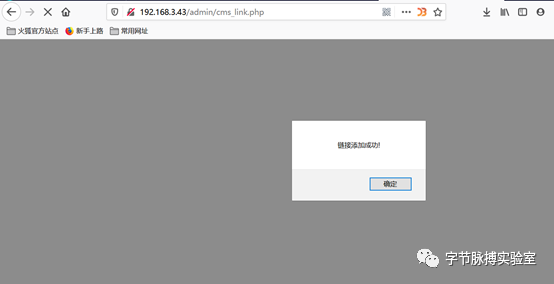 192.168.3.43/admin/cms_link.php
火狐官方站点 新手上路 常用网址
链接添加成功!
确定
字节脉搏实验室